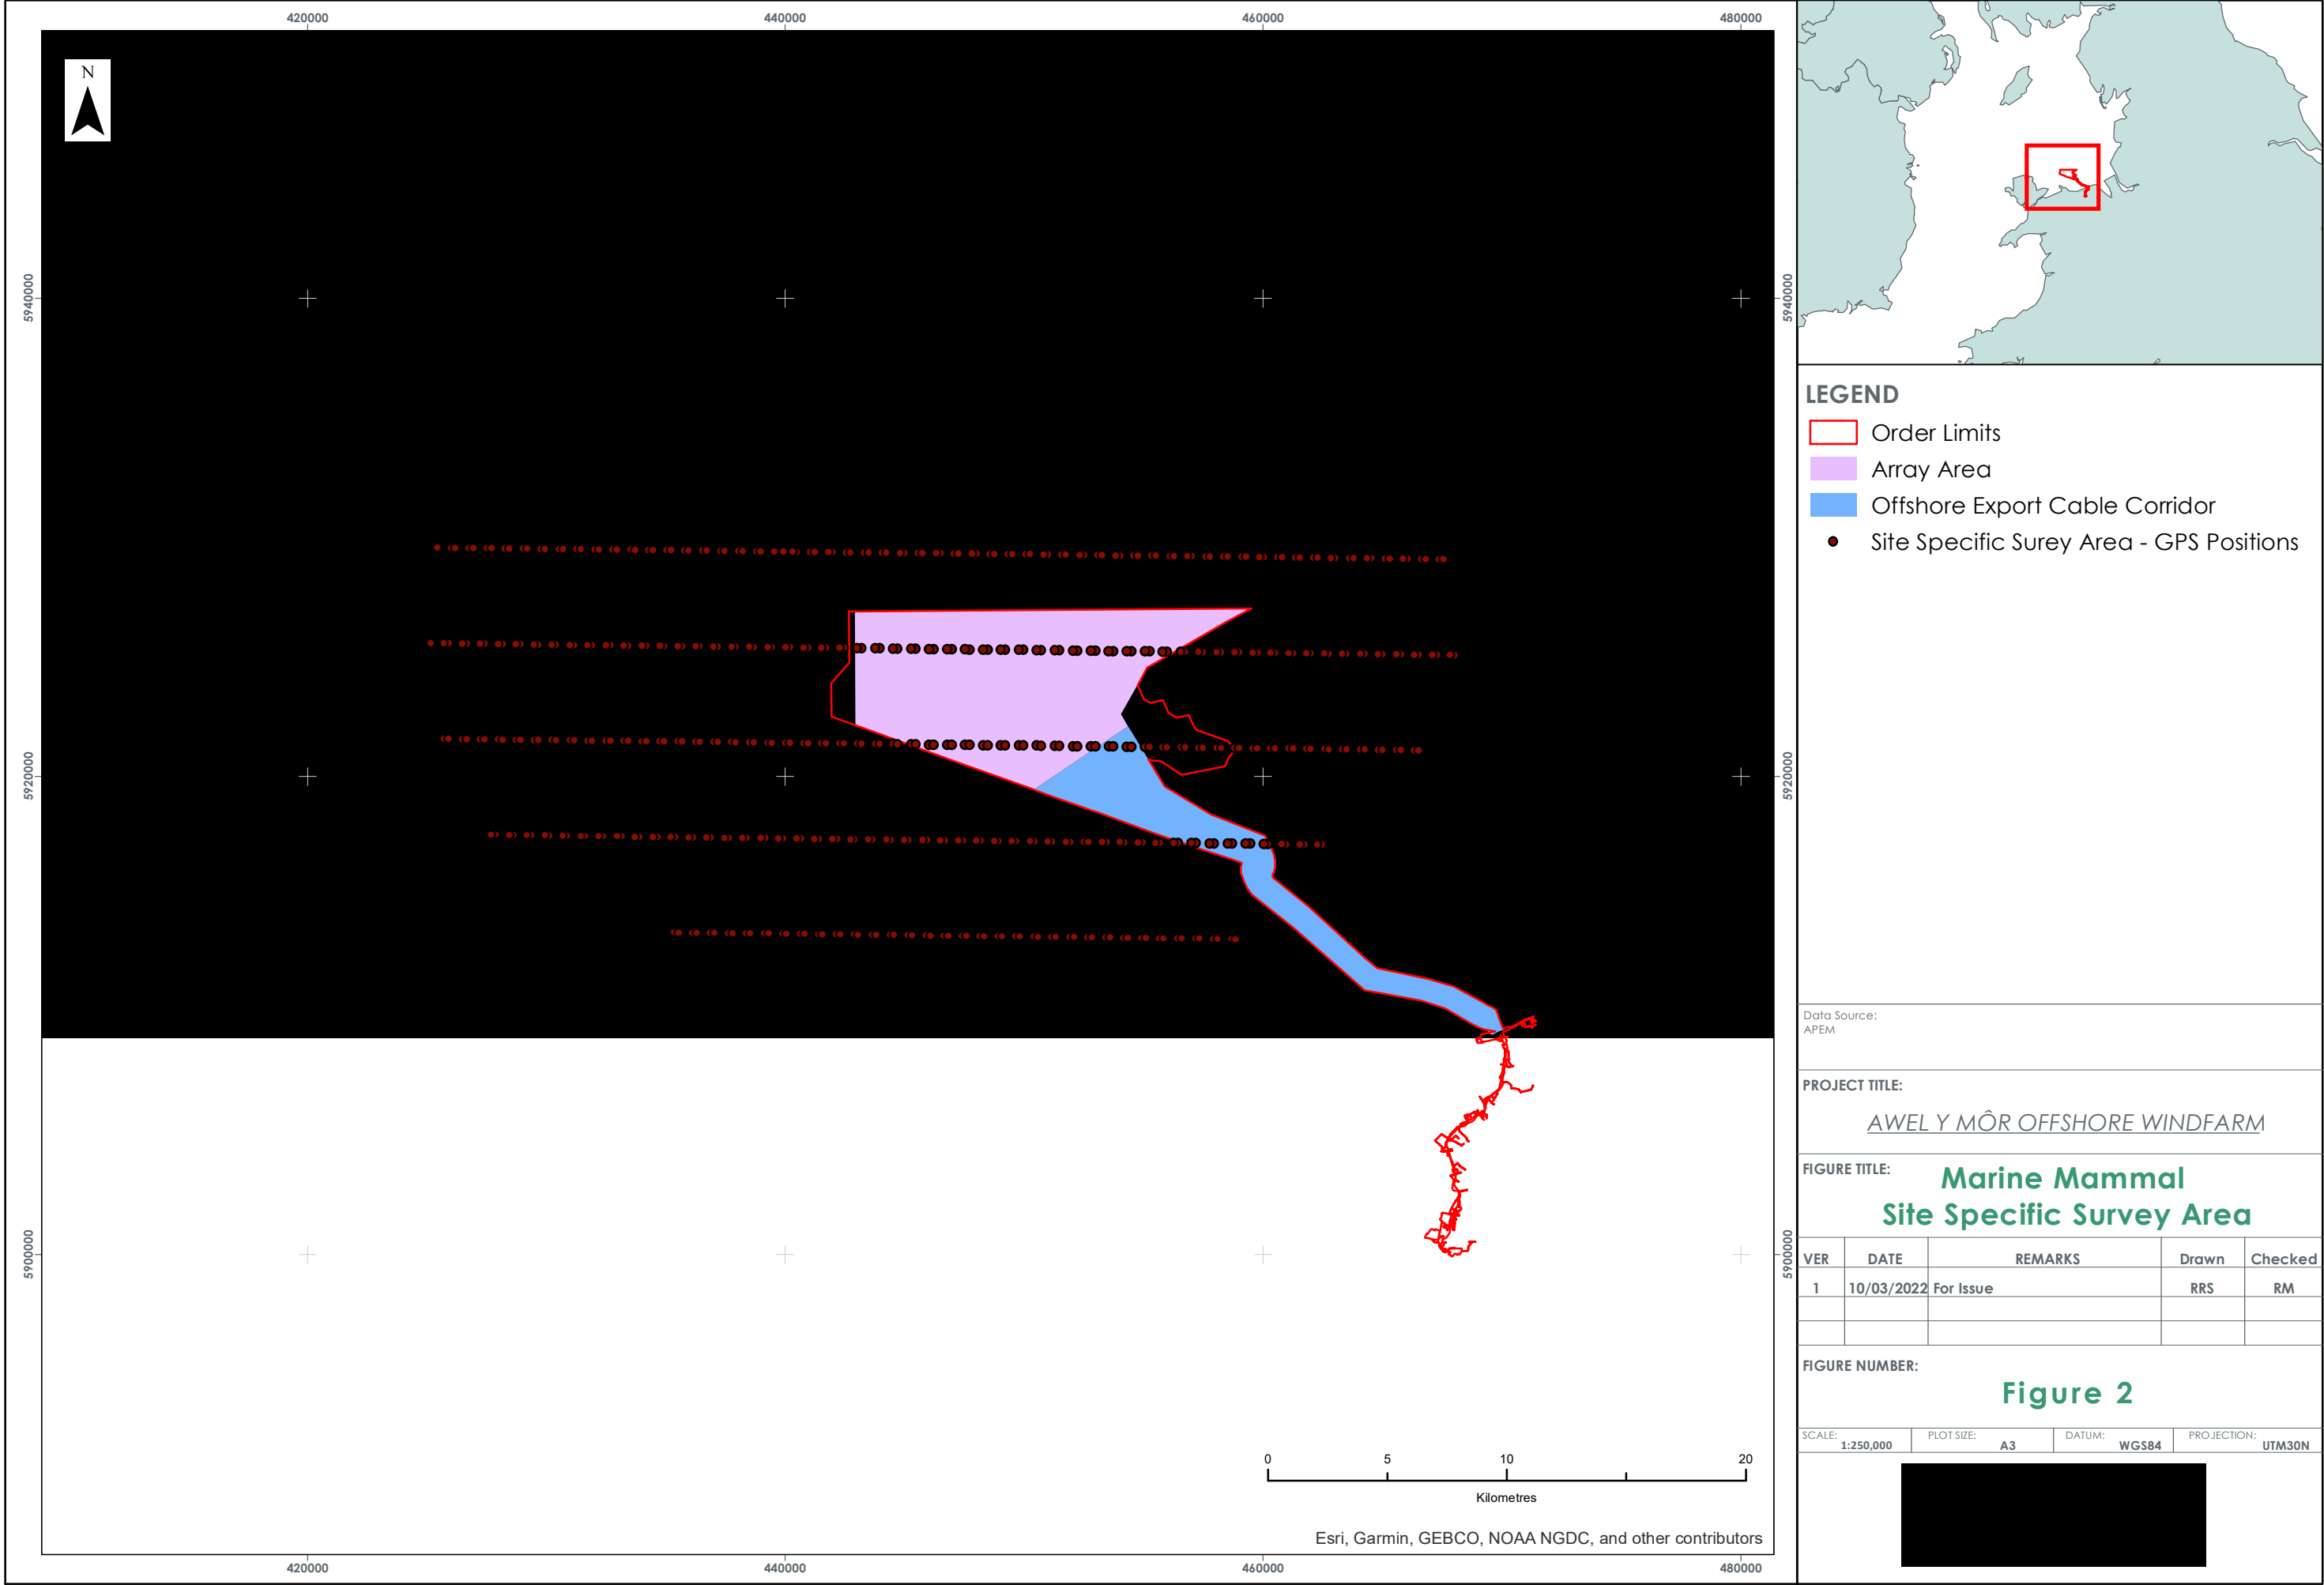 420000
440000
460000
480000
N
5940000
5940000
5920000
5920000
5900000
5900000
0
5
10
20
Kilometres
Esri, Garmin, GEBCO, NOAA NGDC, and other contributors
420000
440000
460000
480000
LEGEND
Order Limits
Array Area
Offshore Export Cable Corridor
Site Specific Surey Area - GPS Positions
Data Source:
APEM
PROJECT TITLE:
AWEL Y MÔR OFFSHORE WINDFARM
FIGURE TITLE:
Marine Mammal
Site Specific Survey Area
VER DATE REMARKS Drawn Checked
1 10/03/2022 For Issue RRS RM
FIGURE NUMBER:
Figure 2
SCALE: 1:250,000 PLOT SIZE: A3 DATUM: WGS84 PROJECTION: UTM30N